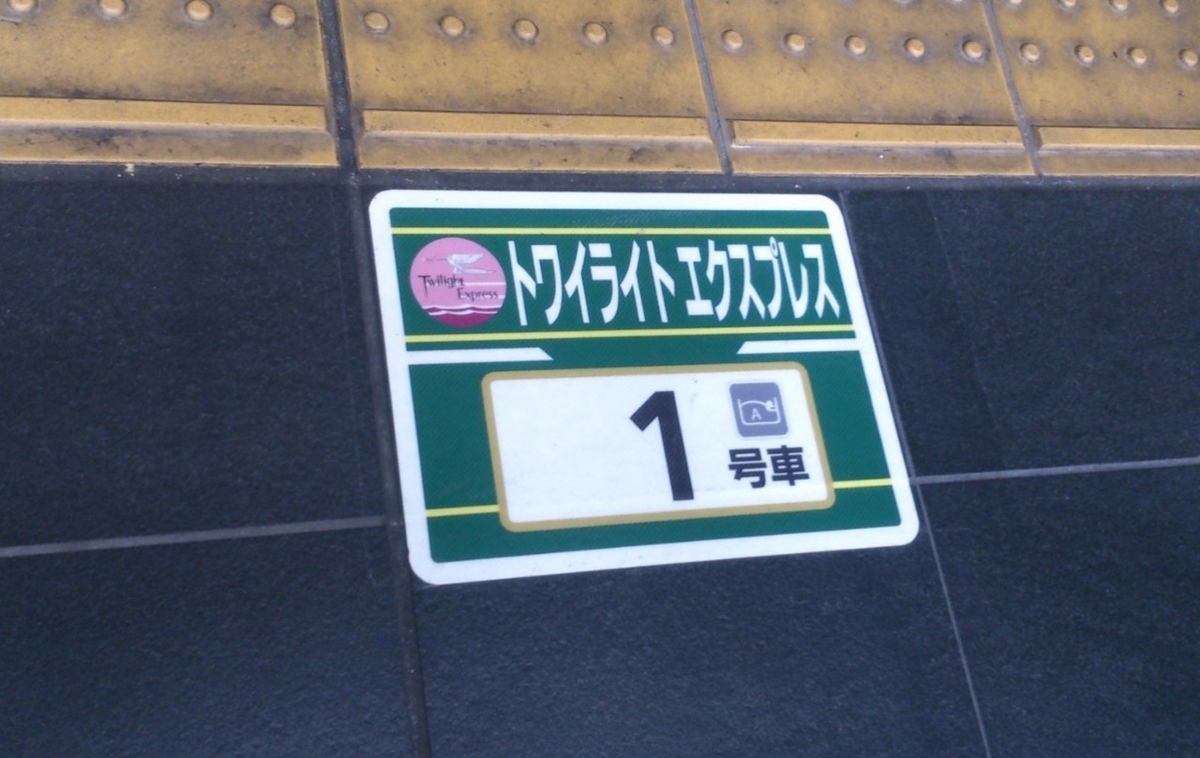 Twilight
Express
トワイライト エクスプレス
1
A
号車